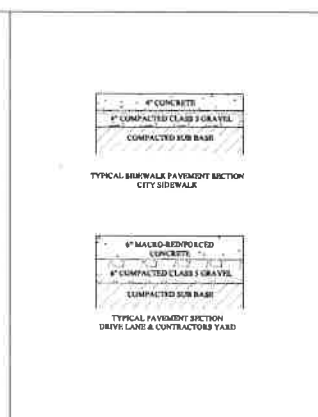 4" CONCRETE
4" COMPACTED CLASS 5 GRAVEL
COMPACTED SUB BASE
TYPICAL SIDEWALK PAVEMENT SECTION
CITY SIDEWALK
6" MACRO-REINFORCED
CONCRETE
6" COMPACTED CLASS 5 GRAVEL
COMPACTED SUB BASE
TYPICAL PAVEMENT SECTION
DRIVE LANE & CONTRACTORS YARD